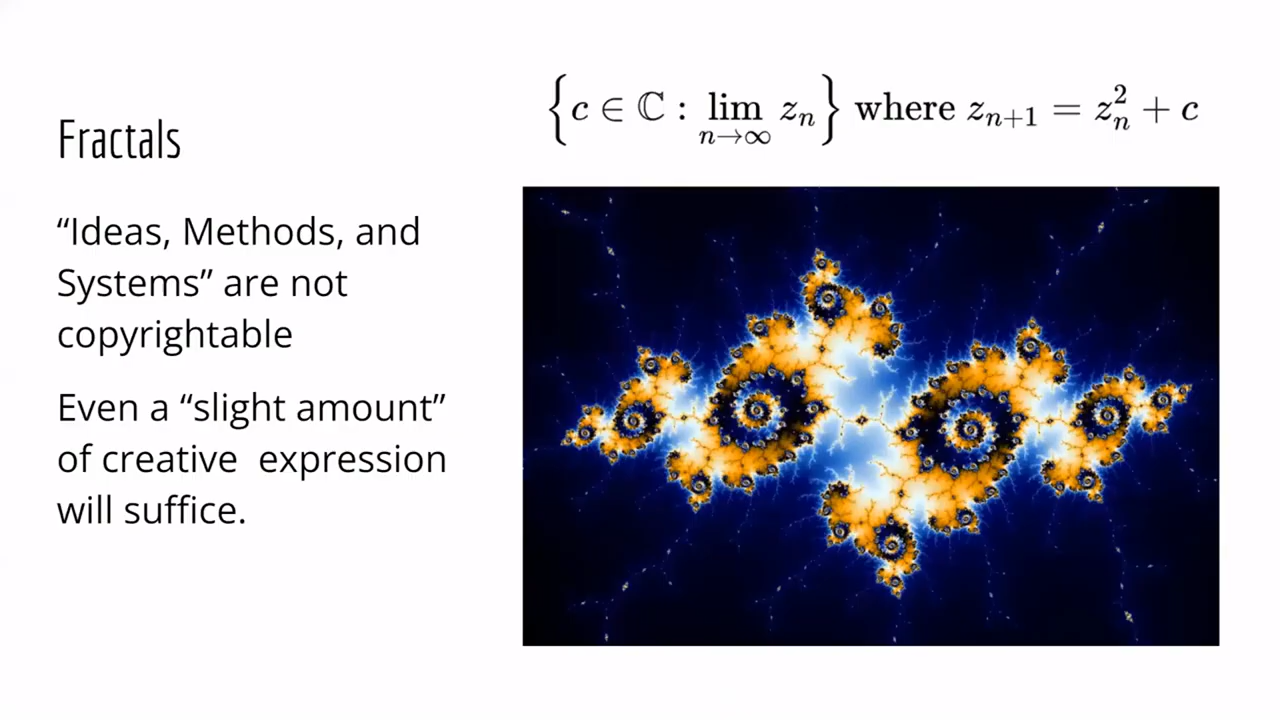 Fractals
“Ideas, Methods, and
Systems” are not
copyrightable
Even a “slight amount”
of creative  expression
will suffice.
{c ∈ ℂ : lim_{n→∞} z_n} where z_{n+1} = z_n^2 + c